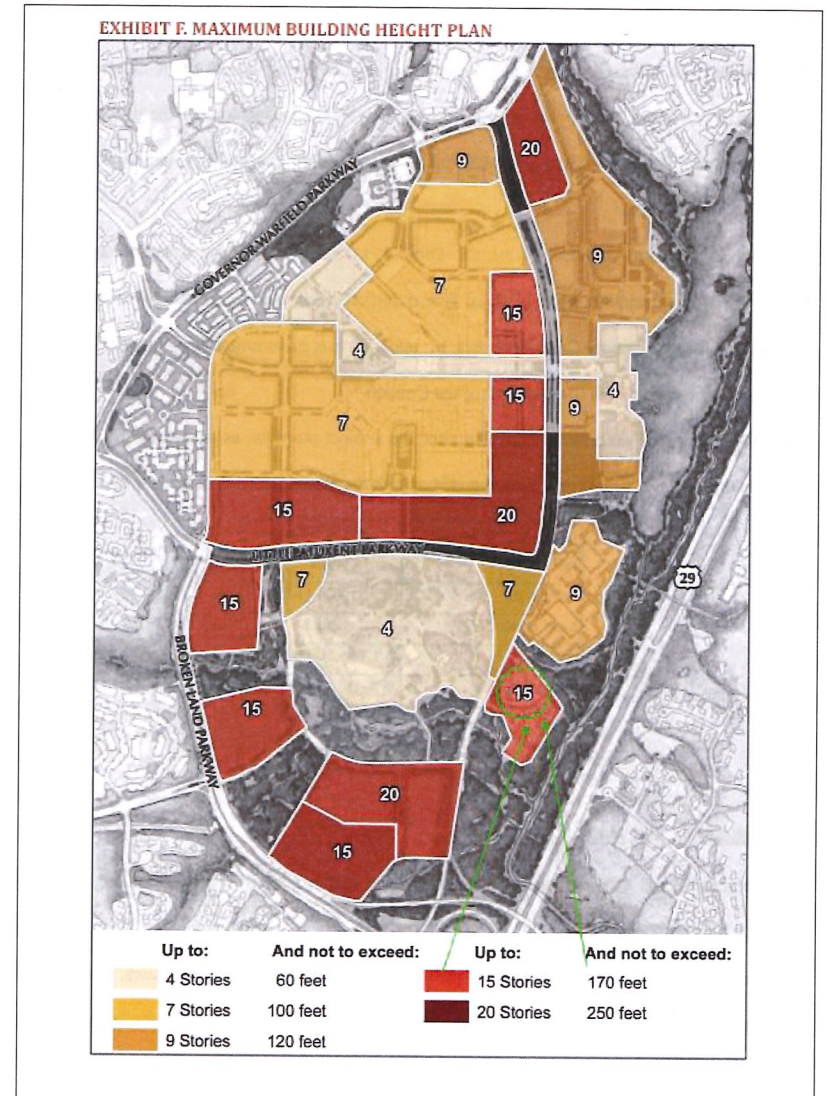 EXHIBIT F. MAXIMUM BUILDING HEIGHT PLAN
GOVERNOR WARFIELD PARKWAY
20
9
9
7
15
4
15
9
4
7
15
20
LITTLE PATUXENT PARKWAY
7
7
9
29
15
4
BROKEN LAND PARKWAY
15
15
20
15
Up to: And not to exceed: Up to: And not to exceed:
4 Stories 60 feet 15 Stories 170 feet
7 Stories 100 feet 20 Stories 250 feet
9 Stories 120 feet